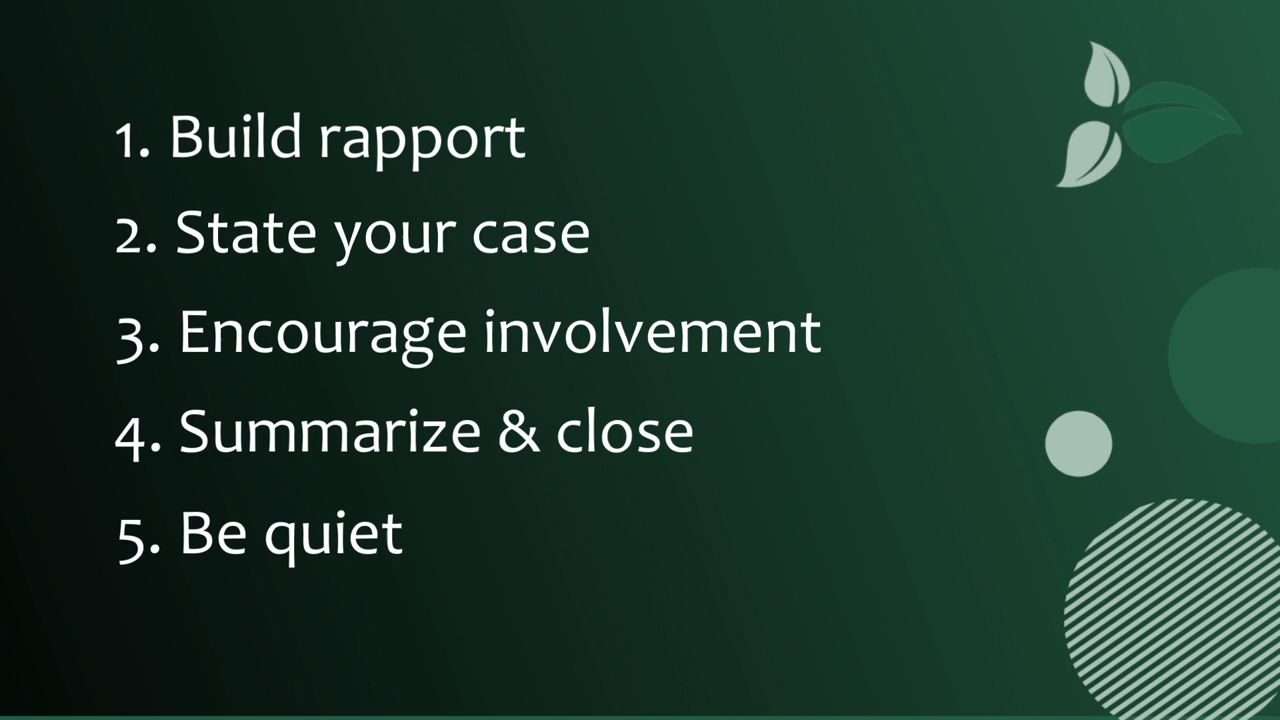 1. Build rapport
2. State your case
3. Encourage involvement
4. Summarize & close
5. Be quiet